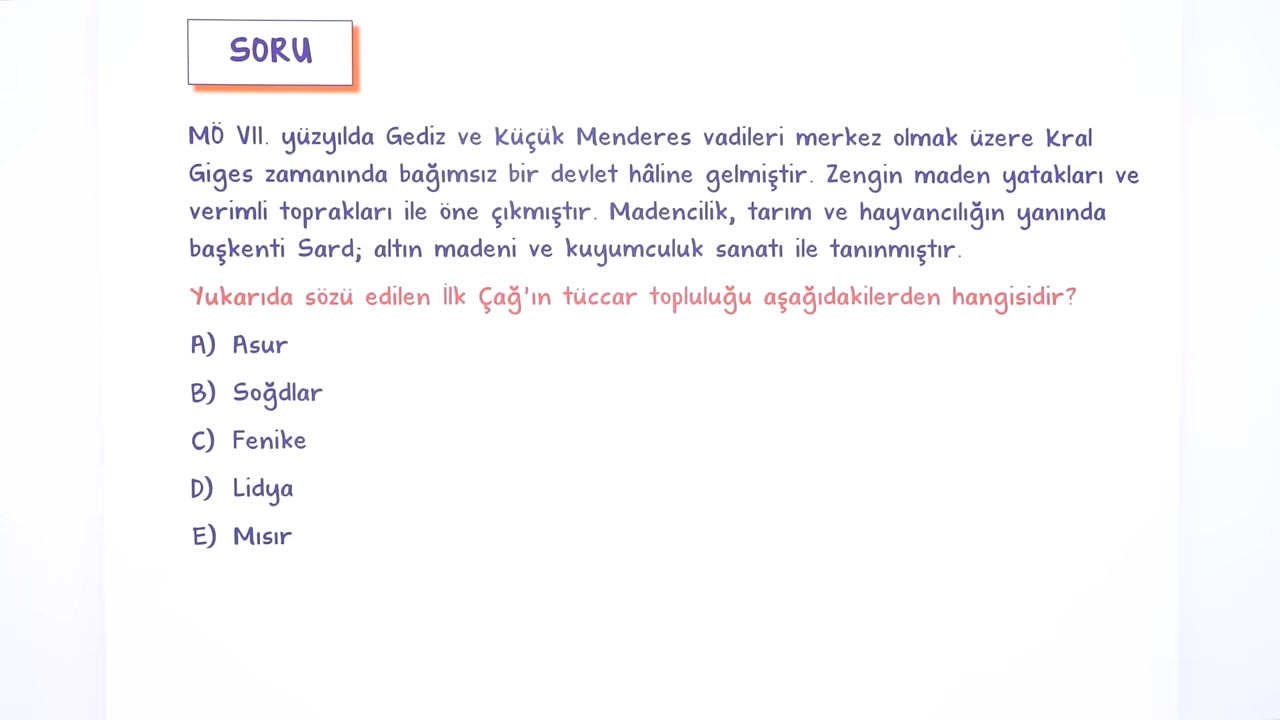 SORU
MÖ VII. yüzyılda Gediz ve Küçük Menderes vadileri merkez olmak üzere Kral
Giges zamanında bağımsız bir devlet hâline gelmiştir. Zengin maden yatakları ve
verimli toprakları ile öne çıkmıştır. Madencilik, tarım ve hayvancılığın yanında
başkenti Sard; altın madeni ve kuyumculuk sanatı ile tanınmıştır.
Yukarıda sözü edilen İlk Çağ'ın tüccar topluluğu aşağıdakilerden hangisidir?
A) Asur
B) Soğdlar
C) Fenike
D) Lidya
E) Mısır